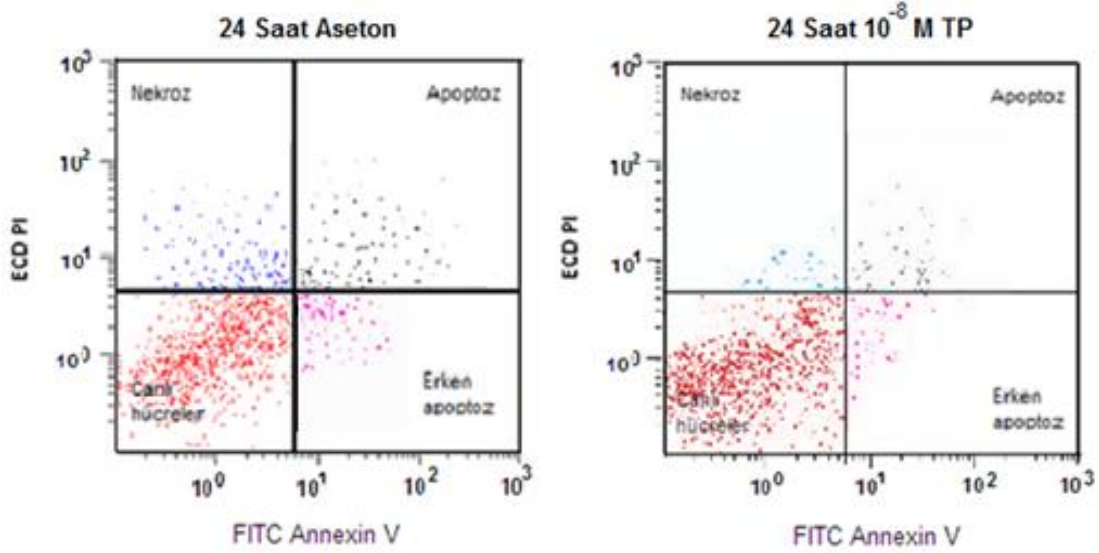 24 Saat Aseton
10³
Nekroz
Apoptoz
10²
ECD PI
10¹
10⁰
Canlı
hücreler
Erken
apoptoz
10⁰
10¹
10²
10³
FITC Annexin V
24 Saat 10⁻⁸ M TP
10³
Nekroz
Apoptoz
10²
ECD PI
10¹
10⁰
Canlı
hücreler
Erken
apoptoz
10⁰
10¹
10²
10³
FITC Annexin V